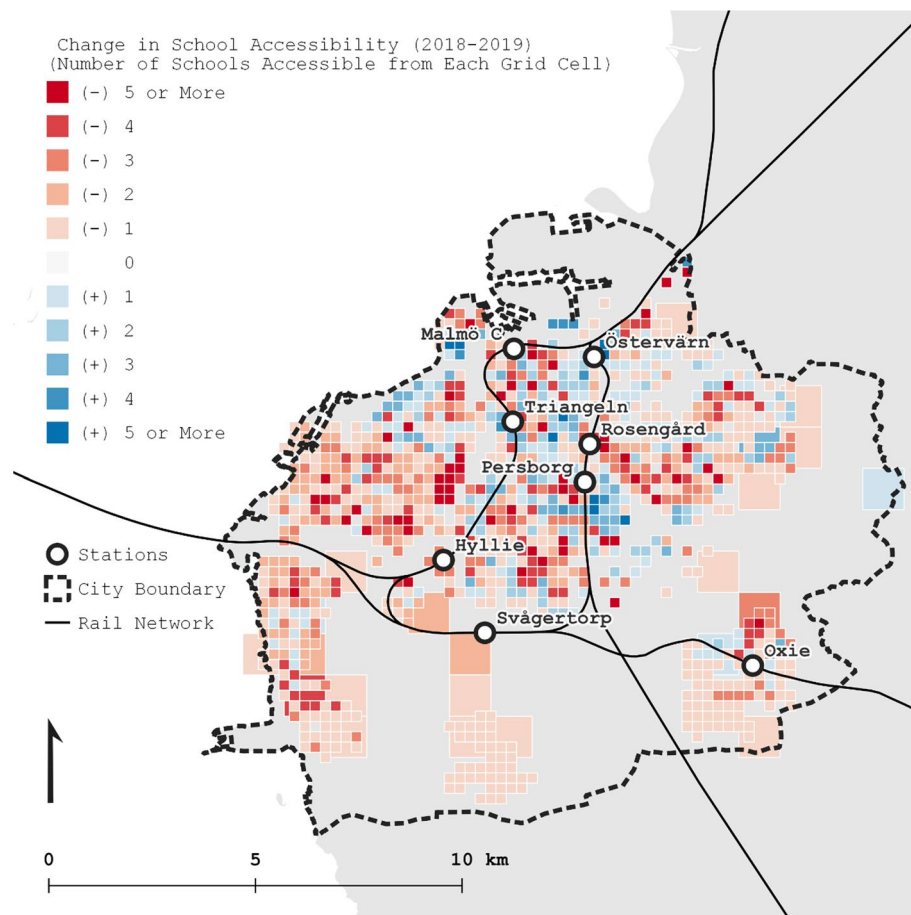 Change in School Accessibility (2018-2019)
(Number of Schools Accessible from Each Grid Cell)
(-) 5 or More
(-) 4
(-) 3
(-) 2
(-) 1
0
(+) 1
(+) 2
(+) 3
(+) 4
(+) 5 or More
Malmö C
Östervärn
Triangeln
Rosengård
Persborg
Hyllie
Stations
City Boundary
Svågertorp
Rail Network
Oxie
0 5 10 km